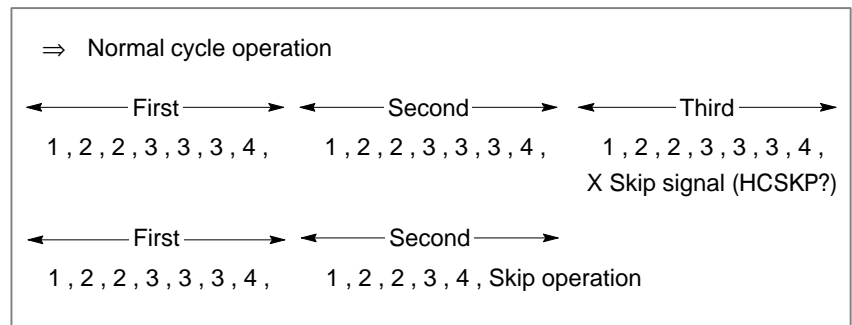 ⇒ Normal cycle operation
First Second Third
1 , 2 , 2 , 3 , 3 , 3 , 4 , 1 , 2 , 2 , 3 , 3 , 3 , 4 , 1 , 2 , 2 , 3 , 3 , 3 , 4 ,
X Skip signal (HCSKP?)
First Second
1 , 2 , 2 , 3 , 3 , 3 , 4 , 1 , 2 , 2 , 3 , 4 , Skip operation